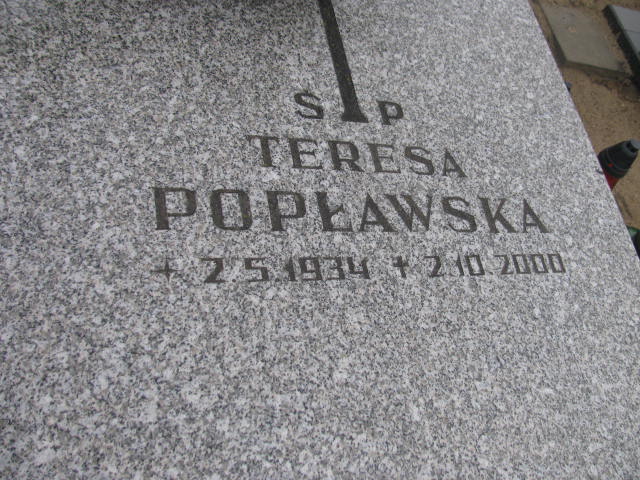 Ś P
TERESA
POPŁAWSKA
+ 2.5.1934 + 2.10.2000